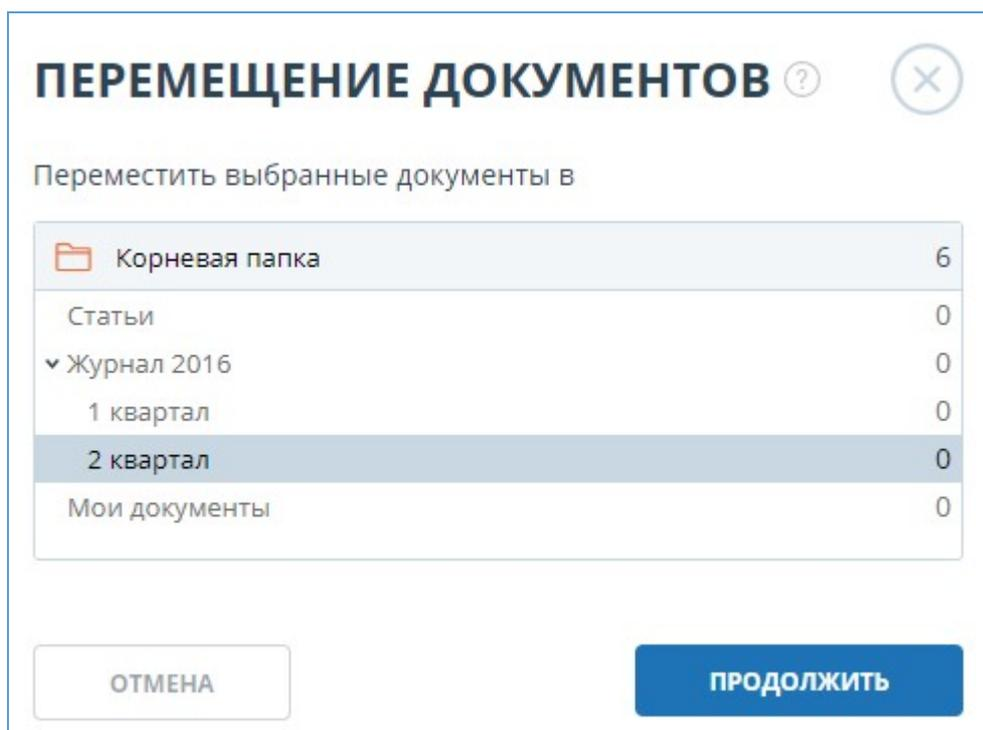 ПЕРЕМЕЩЕНИЕ ДОКУМЕНТОВ ?
Переместить выбранные документы в
Корневая папка 6
Статьи 0
Журнал 2016 0
1 квартал 0
2 квартал 0
Мои документы 0
ОТМЕНА ПРОДОЛЖИТЬ